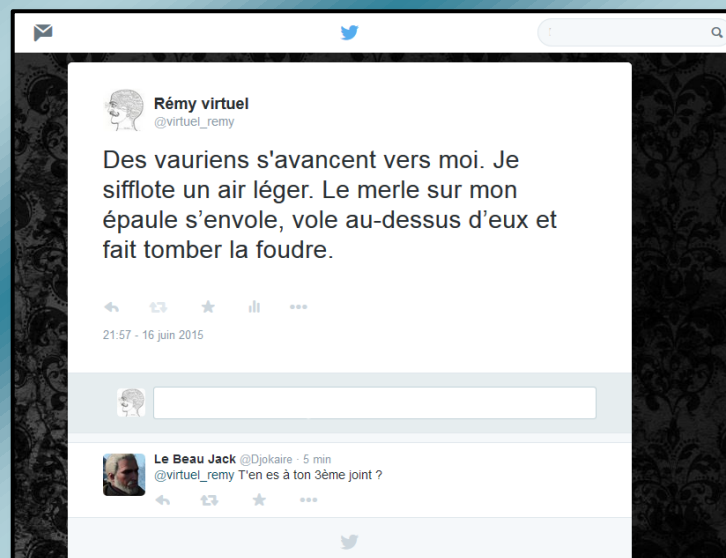 Rémy virtuel
@virtuel_remy
Des vauriens s'avancent vers moi. Je
sifflote un air léger. Le merle sur mon
épaule s’envole, vole au-dessus d’eux et
fait tomber la foudre.
21:57 - 16 juin 2015
Le Beau Jack @Djokaire · 5 min
@virtuel_remy T'en es à ton 3ème joint ?